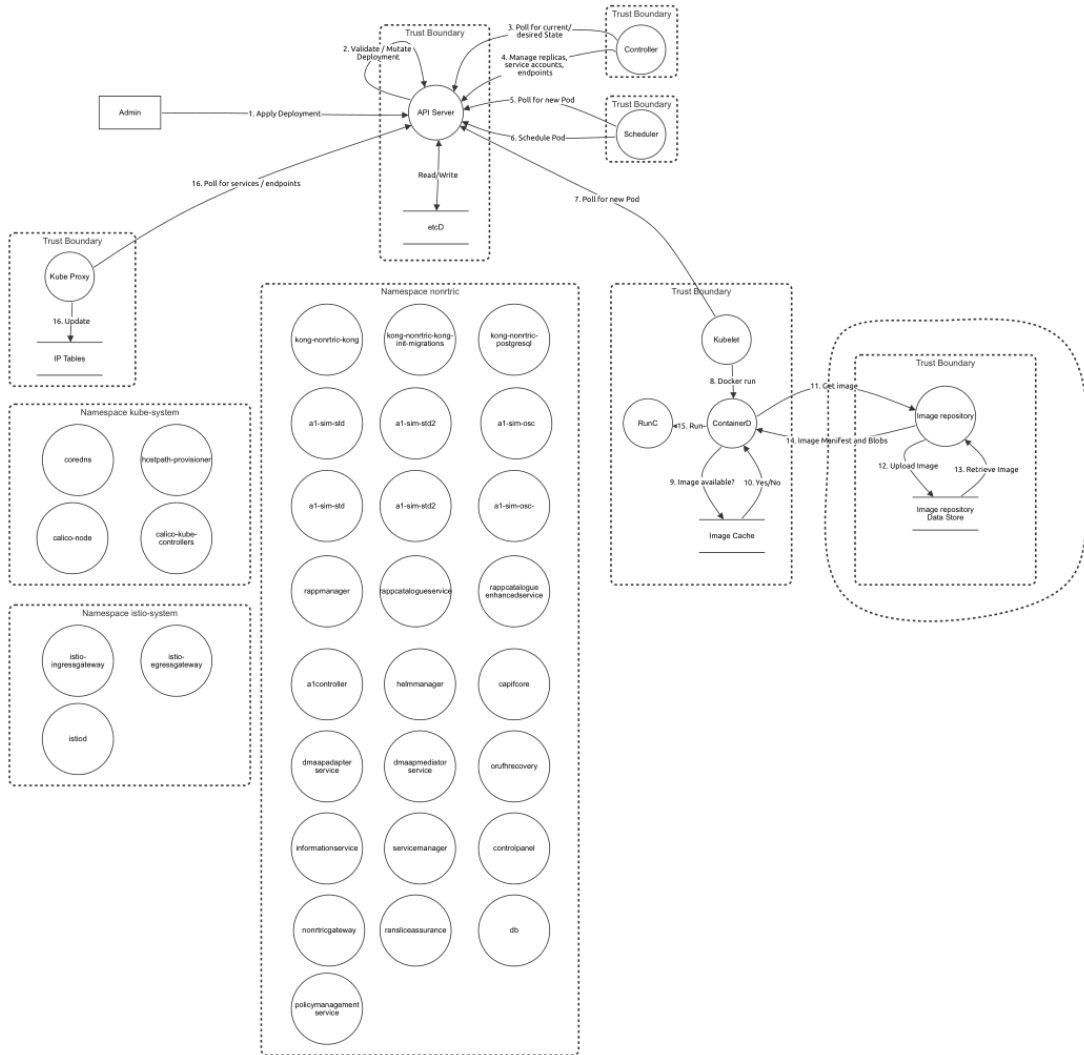 Trust Boundary
3. Poll for current/
desired State
2. Validate / Mutate
Deployment
4. Manage replicas,
service accounts,
endpoints
Trust Boundary
Controller
Admin
1. Apply Deployment
API Server
5. Poll for new Pod
6. Schedule Pod
Trust Boundary
Scheduler
Read/Write
etcD
16. Poll for services / endpoints
7. Poll for new Pod
Trust Boundary
Kube Proxy
16. Update
IP Tables
Namespace kube-system
coredns
hostpath-provisioner
calico-node
calico-kube-
controllers
Namespace istio-system
istio-
ingressgateway
istio-
egressgateway
istiod
Namespace nonrtric
kong-nonrtric-kong
kong-nonrtric-kong-
init-migrations
kong-nonrtric-
postgresql
a1-sim-std
a1-sim-std2
a1-sim-osc
a1-sim-std
a1-sim-std2
a1-sim-osc-
rappmanager
rappcatalogueservice
rappcatalogue
enhancedservice
a1controller
helmmanager
capifcore
dmaapadapter
service
dmaapmediator
service
orufhrecovery
informationservice
servicemanager
controlpanel
nonrtricgateway
ransliceassurance
db
policymanagement
service
Trust Boundary
Kubelet
8. Docker run
RunC
15. Run
ContainerD
9. Image available?
10. Yes/No
Image Cache
11. Get image
14. Image Manifest and Blobs
Trust Boundary
Image repository
12. Upload Image
13. Retrieve Image
Image repository
Data Store